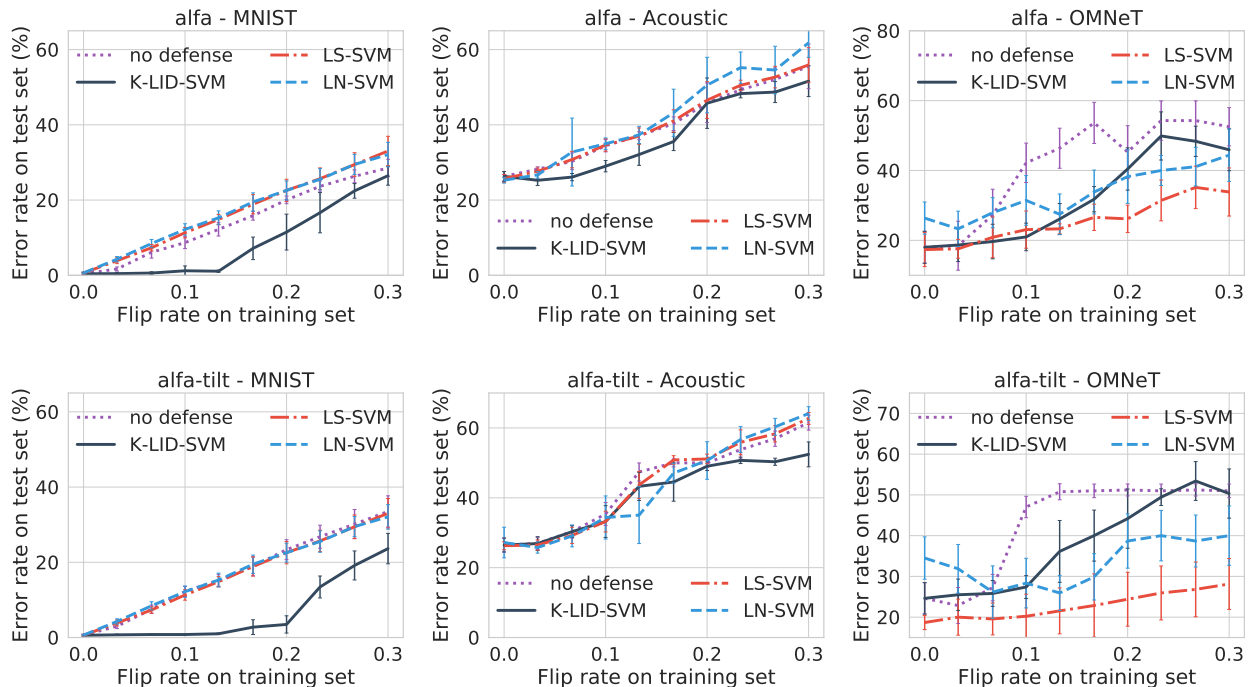 alfa - MNIST
Error rate on test set (%)
60
40
20
0
no defense
K-LID-SVM
LS-SVM
LN-SVM
0.0 0.1 0.2 0.3
Flip rate on training set
alfa - Acoustic
Error rate on test set (%)
60
40
20
0
no defense
K-LID-SVM
LS-SVM
LN-SVM
0.0 0.1 0.2 0.3
Flip rate on training set
alfa - OMNeT
Error rate on test set (%)
80
60
40
20
no defense
K-LID-SVM
LS-SVM
LN-SVM
0.0 0.1 0.2 0.3
Flip rate on training set
alfa-tilt - MNIST
Error rate on test set (%)
60
40
20
0
no defense
K-LID-SVM
LS-SVM
LN-SVM
0.0 0.1 0.2 0.3
Flip rate on training set
alfa-tilt - Acoustic
Error rate on test set (%)
60
40
20
0
no defense
K-LID-SVM
LS-SVM
LN-SVM
0.0 0.1 0.2 0.3
Flip rate on training set
alfa-tilt - OMNeT
Error rate on test set (%)
70
60
50
40
30
20
no defense
K-LID-SVM
LS-SVM
LN-SVM
0.0 0.1 0.2 0.3
Flip rate on training set